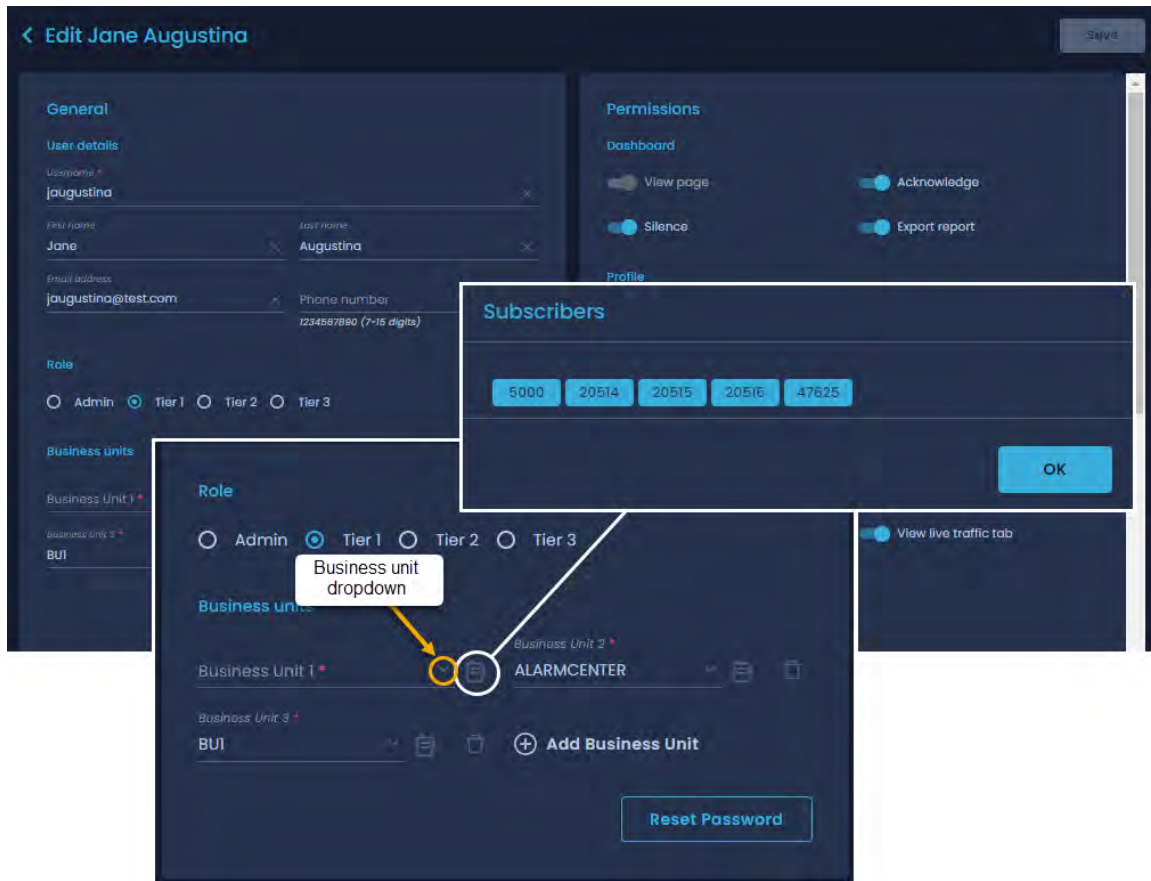 Edit Jane Augustina
Save
General
User details
Username *
jaugustina
First name
Last name
Jane
Augustina
Email address
jaugustina@test.com
Phone number
1234567890 (7-15 digits)
Role
Admin
Tier 1
Tier 2
Tier 3
Business units
Business Unit 1 *
Business Unit 3 *
BU1
Permissions
Dashboard
View page
Acknowledge
Silence
Export report
Profile
View live traffic tab
Subscribers
5000
20514
20515
20516
47625
OK
Role
Admin
Tier 1
Tier 2
Tier 3
Business unit
dropdown
Business units
Business Unit 1 *
Business Unit 2 *
ALARMCENTER
Business Unit 3 *
BU1
Add Business Unit
Reset Password